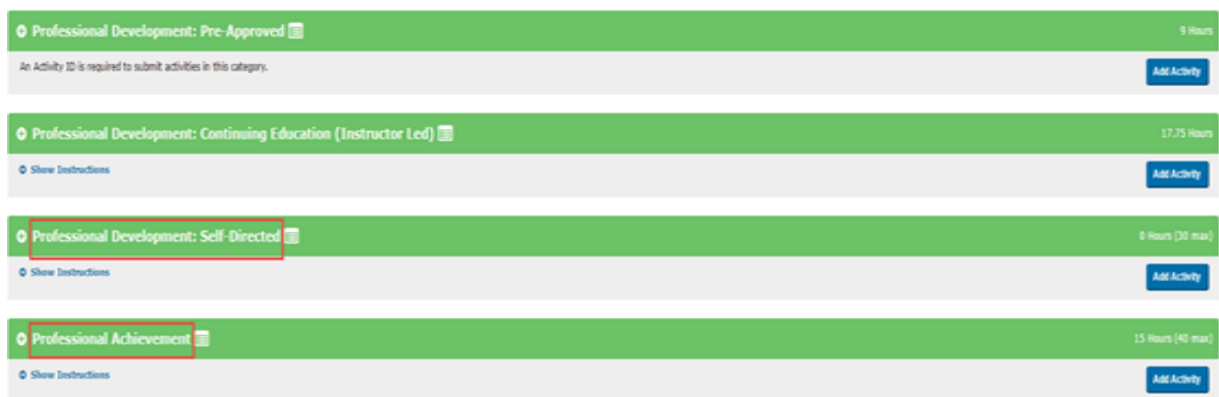 Professional Development: Pre-Approved
9 Hours
An Activity ID is required to submit activities in this category.
Add Activity
Professional Development: Continuing Education (Instructor Led)
17.75 Hours
Show Instructions
Add Activity
Professional Development: Self-Directed
0 Hours (30 max)
Show Instructions
Add Activity
Professional Achievement
15 Hours (40 max)
Show Instructions
Add Activity